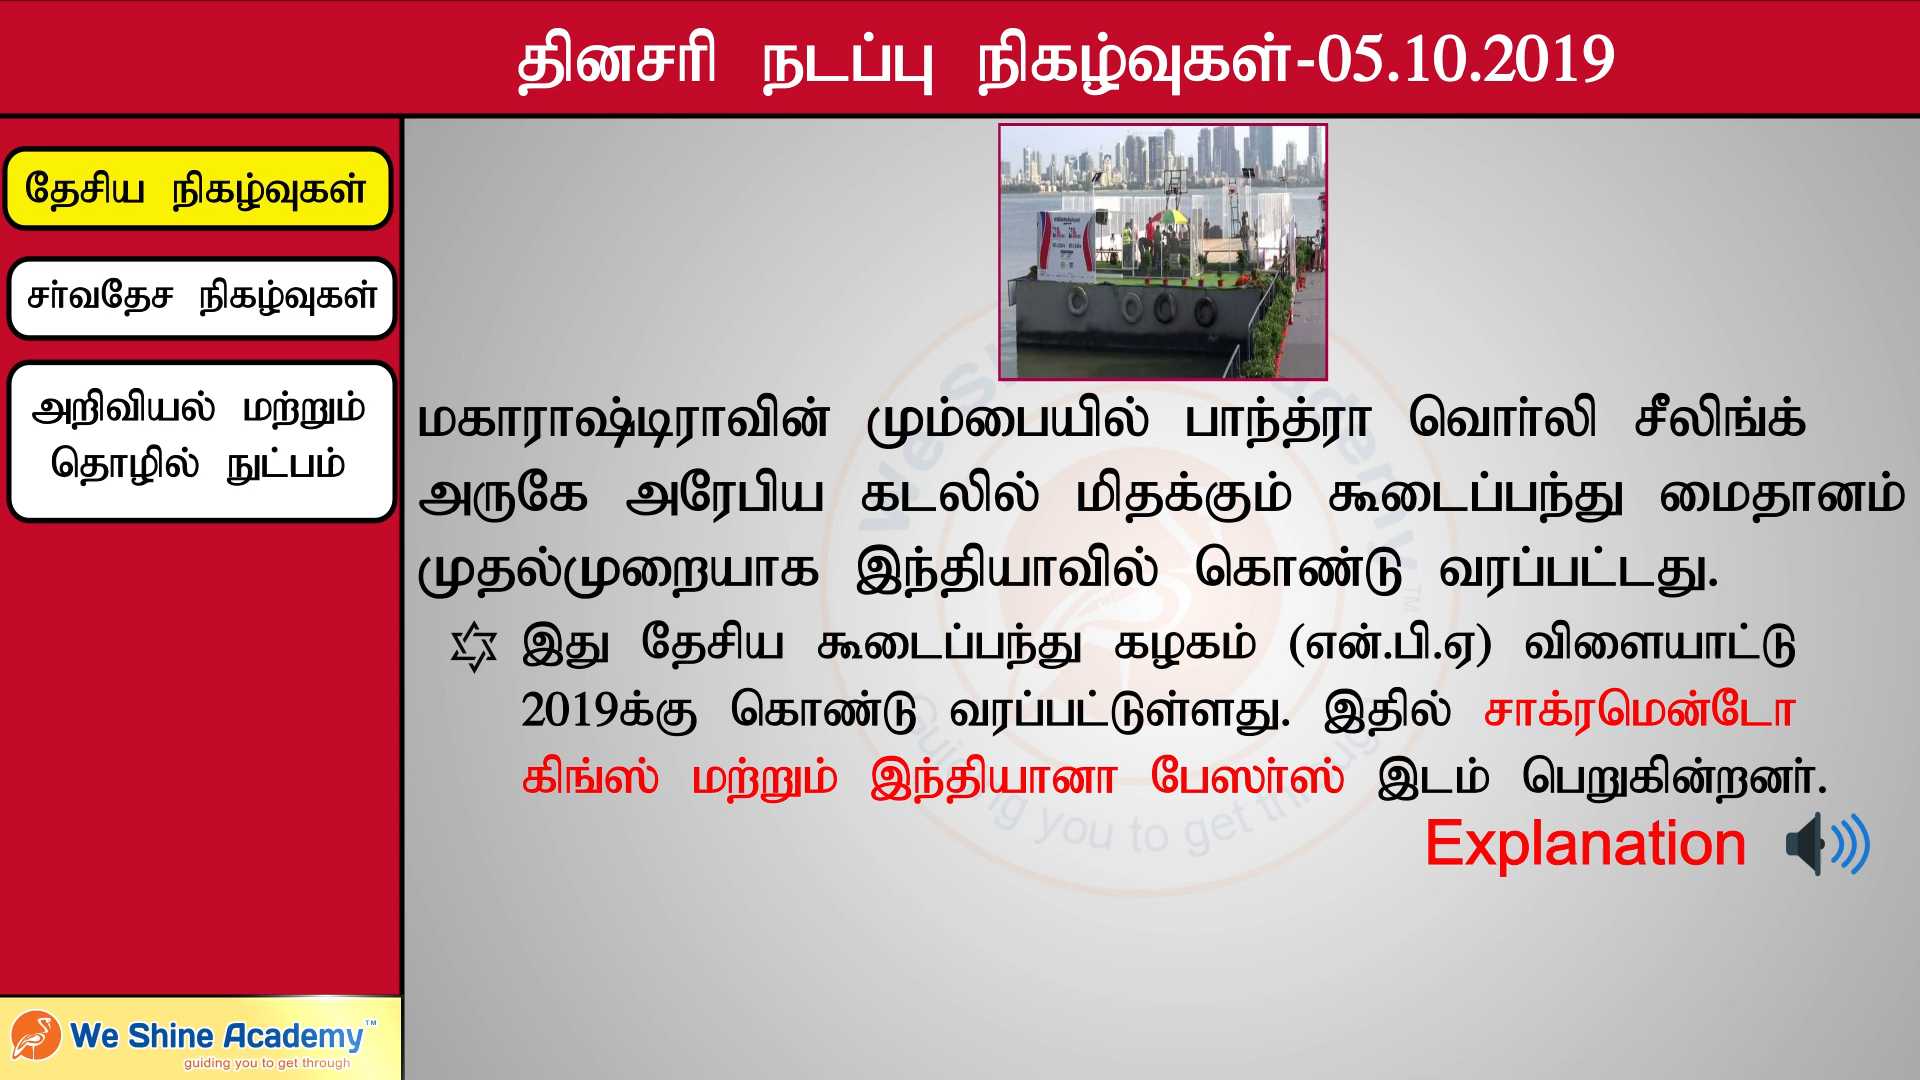 தினசரி நடப்பு நிகழ்வுகள்-05.10.2019
தேசிய நிகழ்வுகள்
சர்வதேச நிகழ்வுகள்
அறிவியல் மற்றும்
தொழில் நுட்பம்
மகாராஷ்டிராவின் மும்பையில் பாந்த்ரா வொர்லி சீலிங்க்
அருகே அரேபிய கடலில் மிதக்கும் கூடைப்பந்து மைதானம்
முதல்முறையாக இந்தியாவில் கொண்டு வரப்பட்டது.
இது தேசிய கூடைப்பந்து கழகம் (என்.பி.ஏ) விளையாட்டு
2019க்கு கொண்டு வரப்பட்டுள்ளது. இதில் சாக்ரமென்டோ
கிங்ஸ் மற்றும் இந்தியானா பேஸர்ஸ் இடம் பெறுகின்றனர்.
Explanation
We Shine Academy™
guiding you to get through